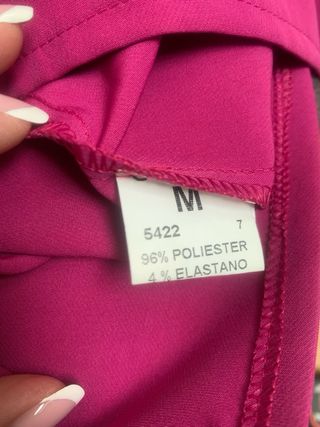 M
5422 7
96% POLIESTER
4 % ELASTANO